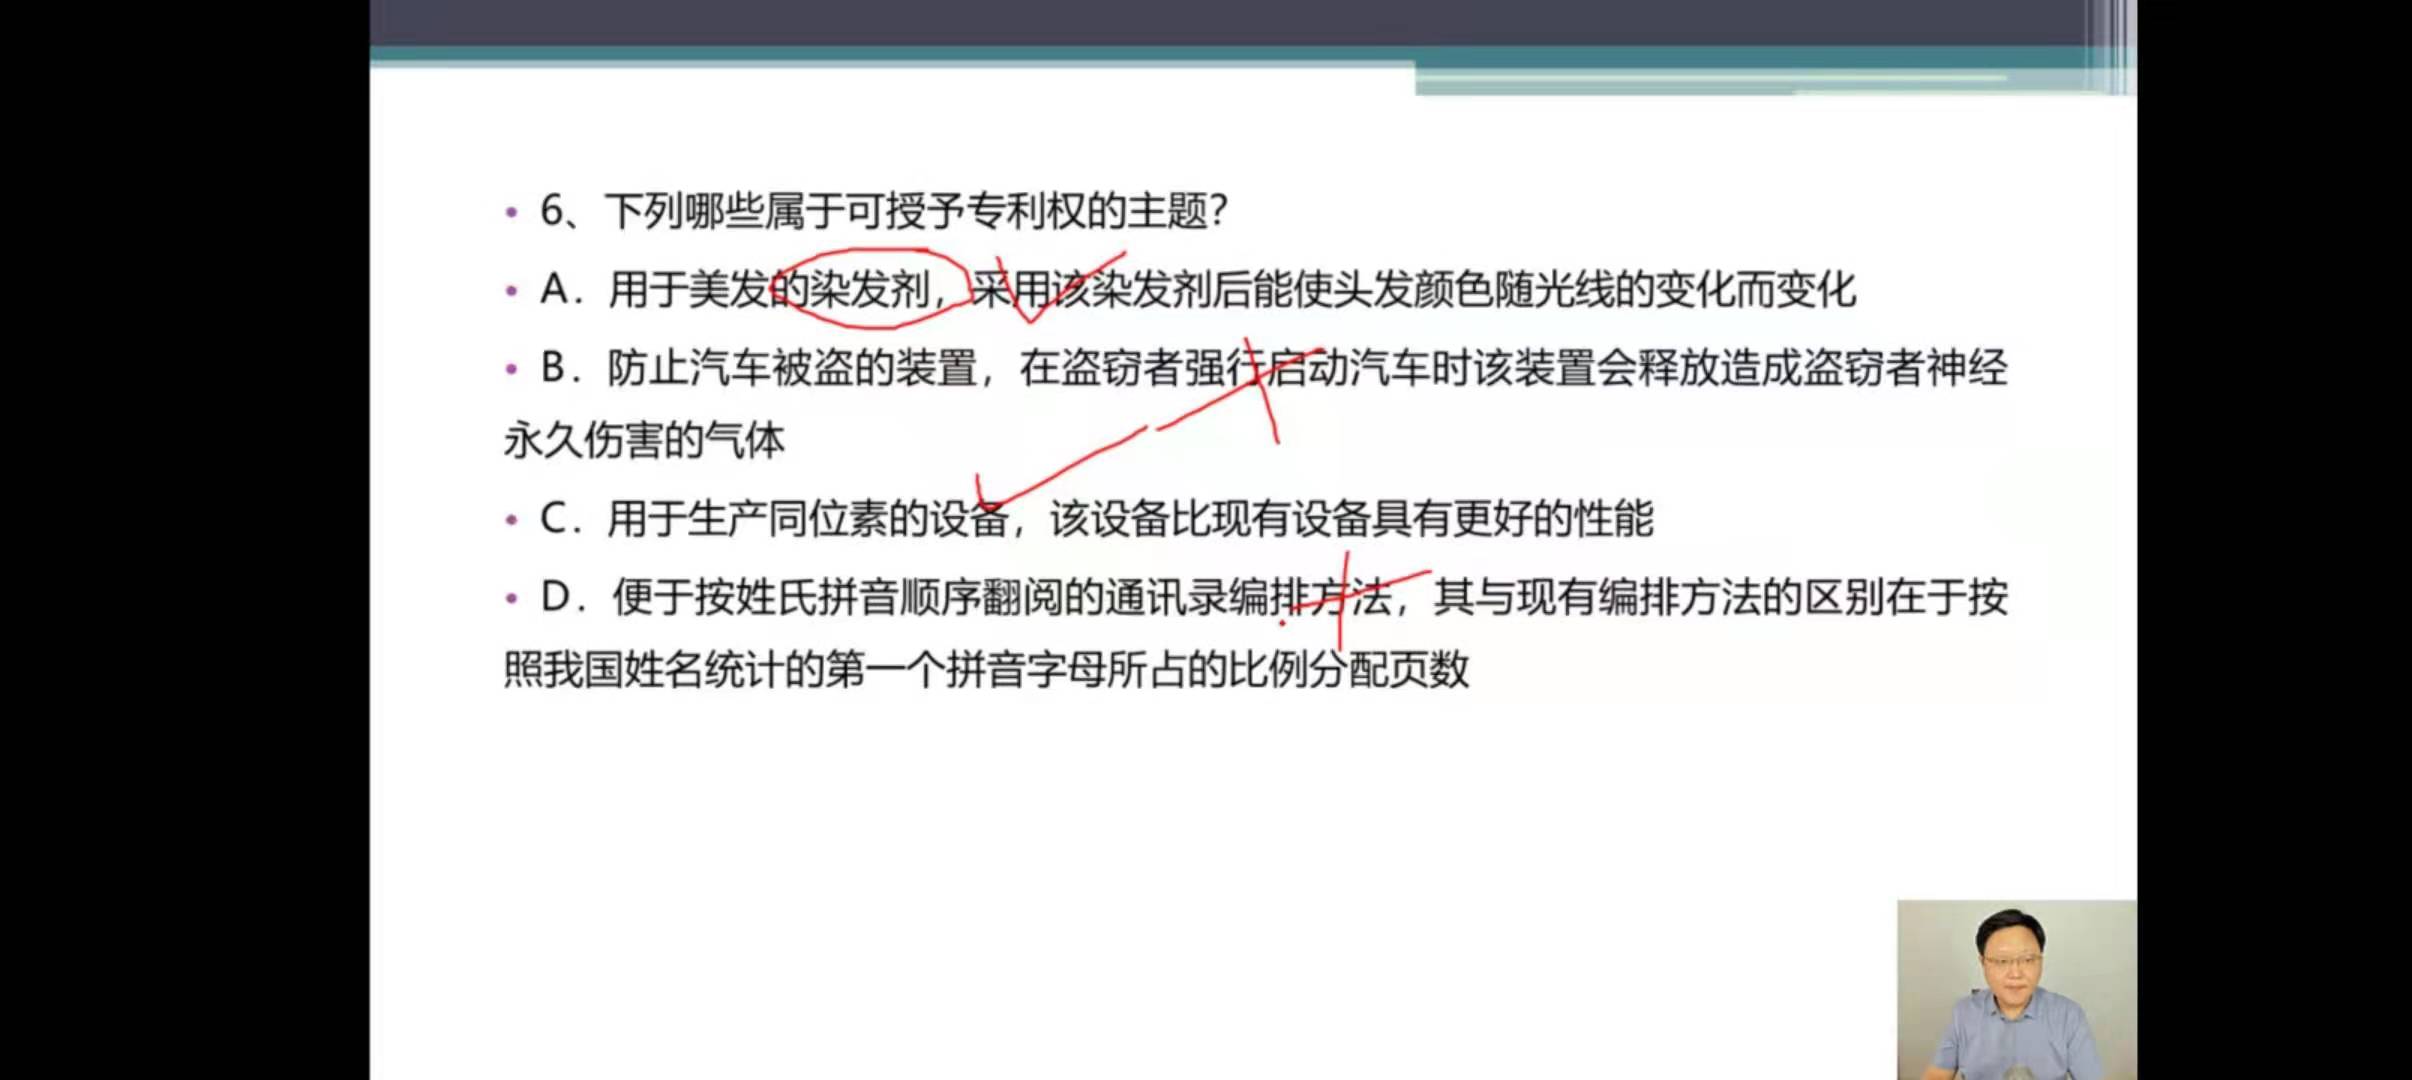 6、下列哪些属于可授予专利权的主题？
A．用于美发的染发剂，采用该染发剂后能使头发颜色随光线的变化而变化
B．防止汽车被盗的装置，在盗窃者强行启动汽车时该装置会释放造成盗窃者神经
永久伤害的气体
C．用于生产同位素的设备，该设备比现有设备具有更好的性能
D．便于按姓氏拼音顺序翻阅的通讯录编排方法，其与现有编排方法的区别在于按
照我国姓名统计的第一个拼音字母所占的比例分配页数